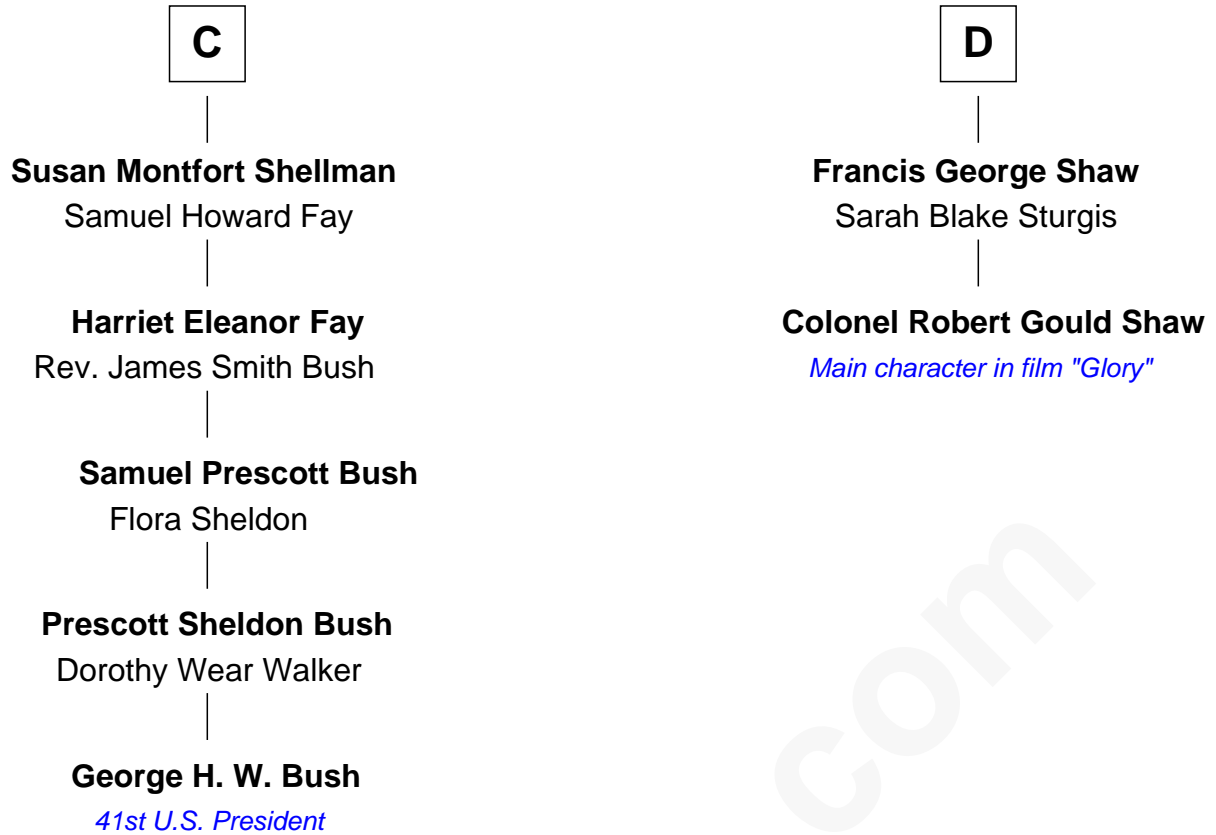 C
Susan Montfort Shellman
Samuel Howard Fay
Harriet Eleanor Fay
Rev. James Smith Bush
Samuel Prescott Bush
Flora Sheldon
Prescott Sheldon Bush
Dorothy Wear Walker
George H. W. Bush
41st U.S. President
D
Francis George Shaw
Sarah Blake Sturgis
Colonel Robert Gould Shaw
Main character in film "Glory"
com